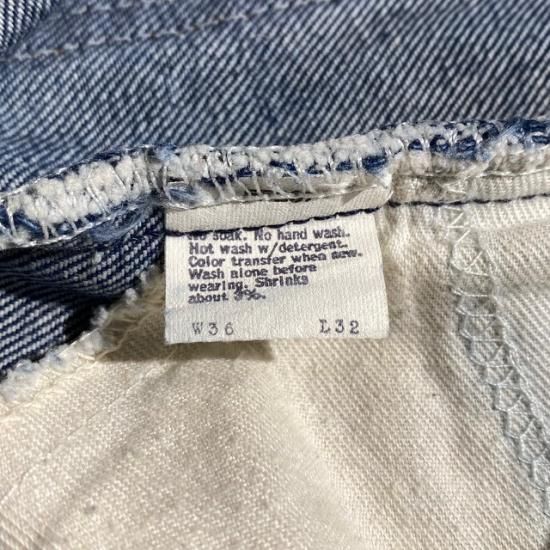 No soak. No hand wash.
Hot wash w/detergent.
Color transfer when new.
Wash alone before
wearing. Shrinks
about 3%.
W36 L32